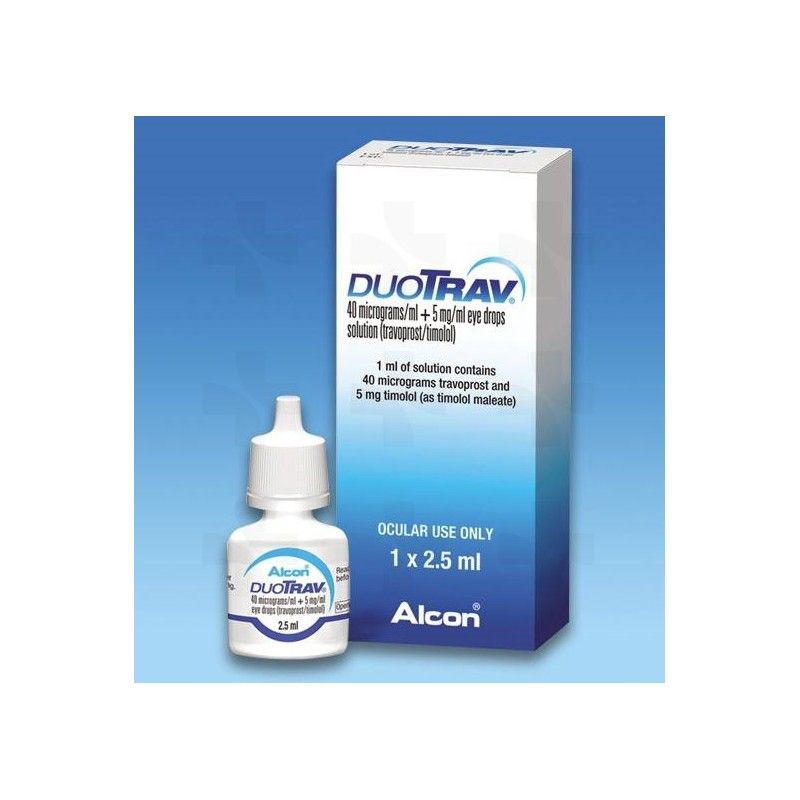 DUOTRAV®
40 micrograms/ml + 5 mg/ml eye drops
solution (travoprost/timolol)
1 ml of solution contains
40 micrograms travoprost and
5 mg timolol (as timolol maleate)
OCULAR USE ONLY
1 x 2.5 ml
Alcon®
Alcon®
DUOTRAV®
40 micrograms/ml + 5 mg/ml
eye drops (travoprost/timolol)
2.5 ml
Read
before